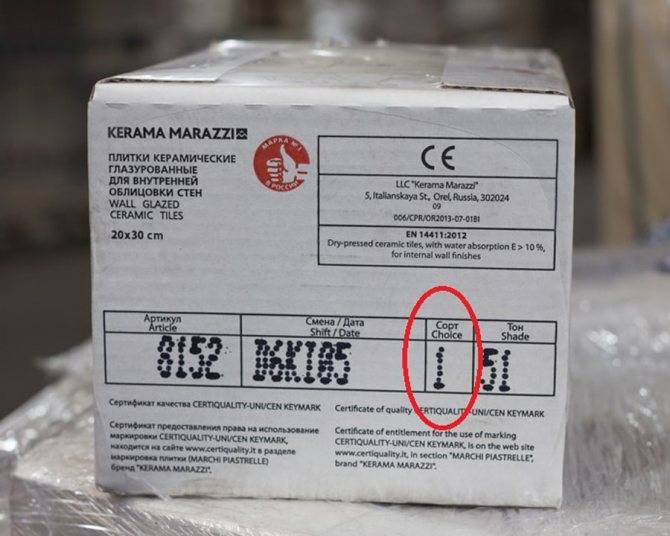 KERAMA MARAZZI
МАРКА №1
В РОССИИ
ПЛИТКИ КЕРАМИЧЕСКИЕ
ГЛАЗУРОВАННЫЕ
ДЛЯ ВНУТРЕННЕЙ
ОБЛИЦОВКИ СТЕН
WALL GLAZED
CERAMIC TILES
20x30 cm
CE
LLC "Kerama Marazzi"
5, Italianskaya St., Orel, Russia, 302024
09
006/CPR/OR2013-07-01BI
EN 14411:2012
Dry-pressed ceramic tiles, with water absorption E > 10 %,
for internal wall finishes
Артикул
Article
8152
Смена / Дата
Shift / Date
D6K185
Сорт
Choice
1
Тон
Shade
51
Сертификат качества CERTIQUALITY-UNI/CEN KEYMARK
Сертификат предоставления права на использование
маркировки CERTIQUALITY-UNI/CEN KEYMARK,
находится на сайте www.certiquality.it в разделе
маркировка плитки (MARCHI PIASTRELLE)
бренд "KERAMA MARAZZI".
Certificate of quality CERTIQUALITY-UNI/CEN KEYMARK
Certificate of entitlement for the use of marking
CERTIQUALITY-UNI/CEN KEYMARK, is on the web site
www.certiquality.it, in section "MARCHI PIASTRELLE",
brand "KERAMA MARAZZI".